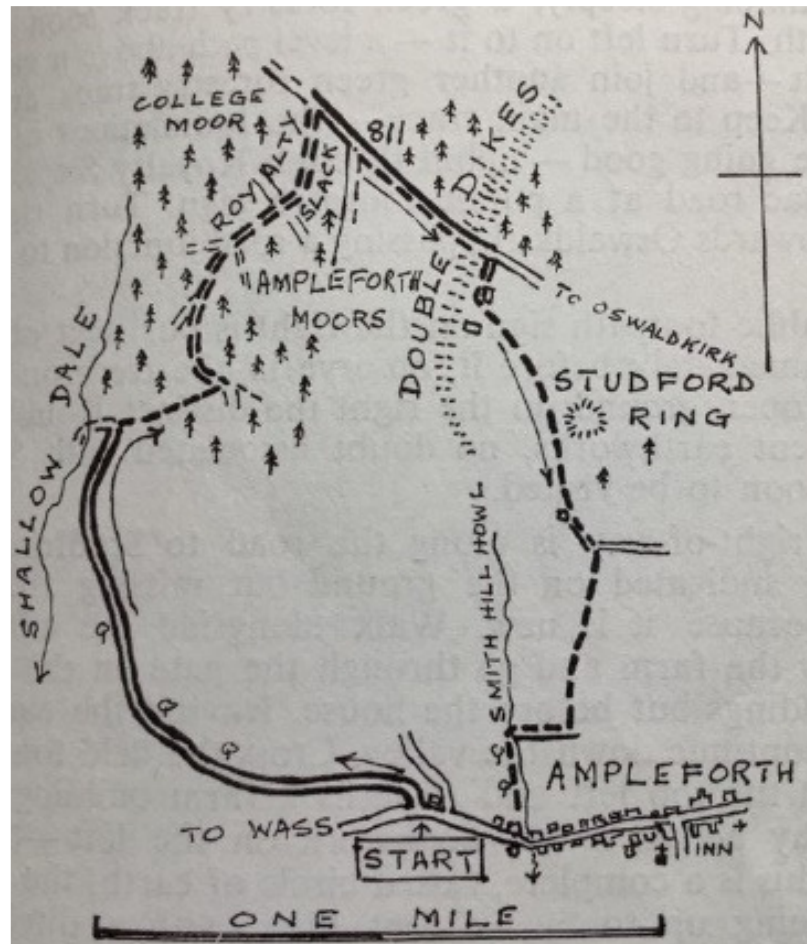 N
COLLEGE
MOOR
811
DOUBLE DIKES
ROYALTY
SLACK
AMPLEFORTH
MOORS
TO OSWALDKIRK
STUDFORD
RING
SHALLOW DALE
SMITH HILL HOWL
AMPLEFORTH
TO WASS
START
INN
ONE MILE